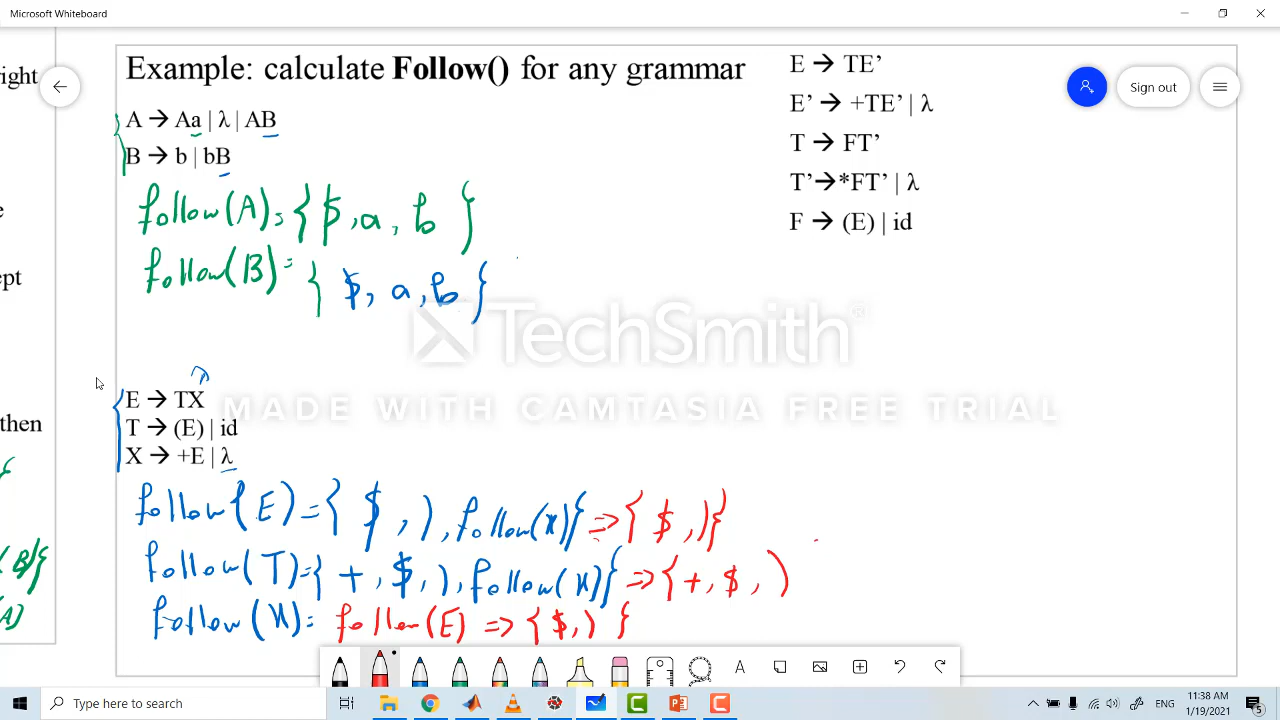 Microsoft Whiteboard
Example: calculate Follow() for any grammar
A → Aa | λ | AB
B → b | bB
follow(A)= { $, a, b }
follow(B)= { $, a, b }
E → TX
T → (E) | id
X → +E | λ
follow(E)= { $, ), follow(X)} => { $, )}
follow(T)= { +, $, ), follow(X)} => { +, $, )
follow(X)= follow(E) => { $, ) }
E → TE’
E’ → +TE’ | λ
T → FT’
T’→*FT’ | λ
F → (E) | id
Sign out
ight
e
ept
then
B)}
A)
TechSmith®
MADE WITH CAMTASIA FREE TRIAL
A
Type here to search
ENG
11:38 AM
1/19/2021
5